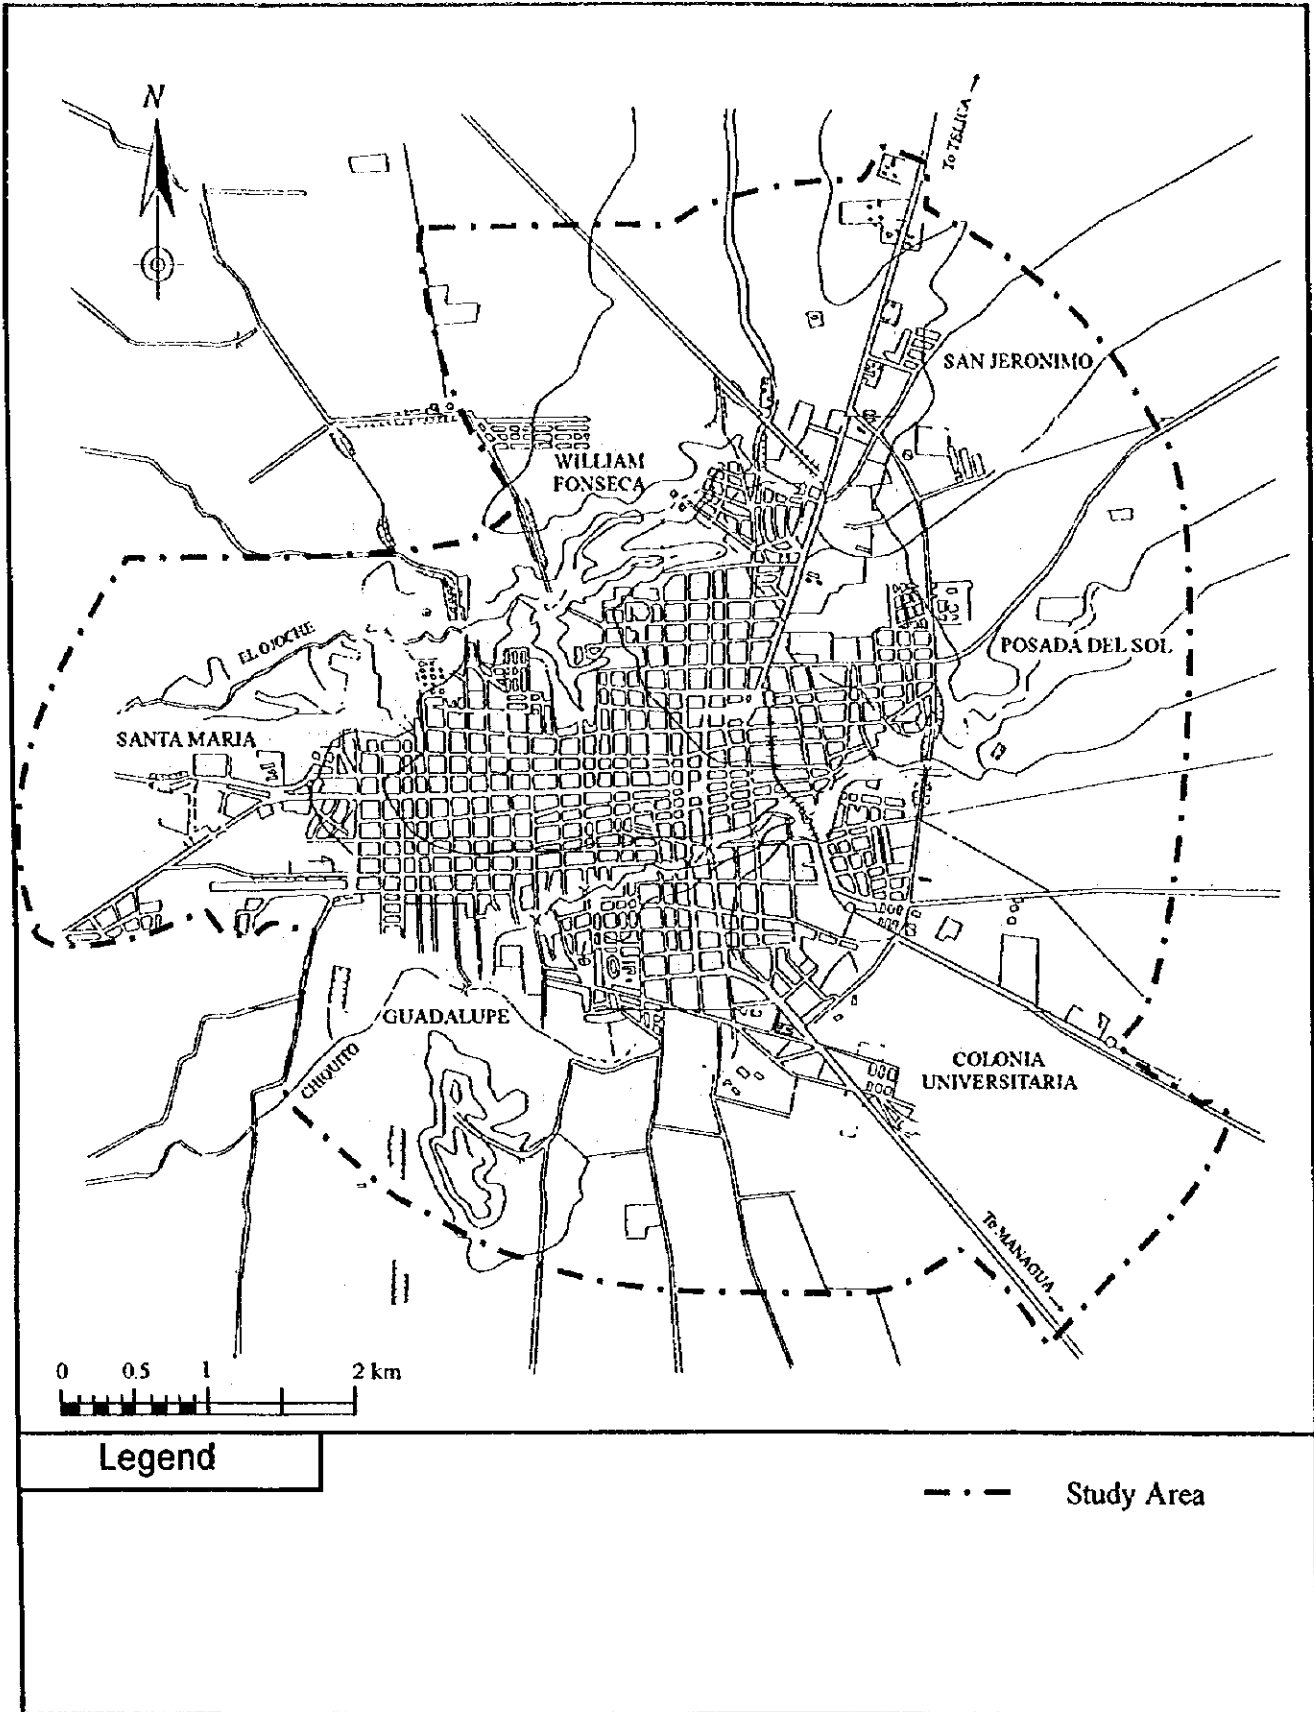 N
To TELICA
SAN JERONIMO
WILLIAM
FONSECA
EL OJOCHE
POSADA DEL SOL
SANTA MARIA
GUADALUPE
CHIQUITO
COLONIA
UNIVERSITARIA
To MANAGUA
0 0.5 1 2 km
Legend
Study Area